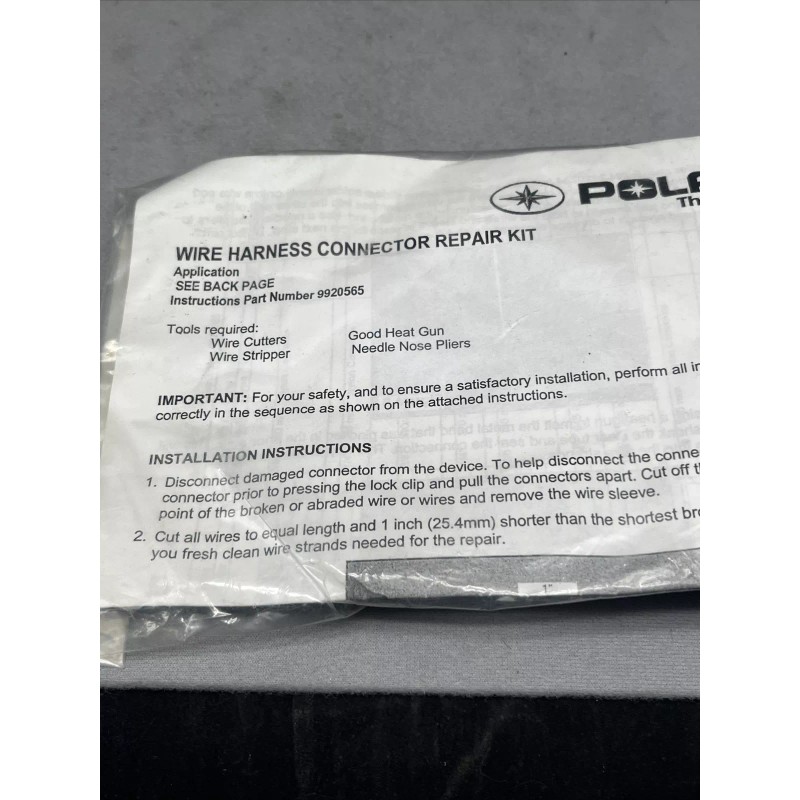 POLA
Th
WIRE HARNESS CONNECTOR REPAIR KIT
Application
SEE BACK PAGE
Instructions Part Number 9920565
Tools required:
Wire Cutters Good Heat Gun
Wire Stripper Needle Nose Pliers
IMPORTANT: For your safety, and to ensure a satisfactory installation, perform all in
correctly in the sequence as shown on the attached instructions.
INSTALLATION INSTRUCTIONS
1. Disconnect damaged connector from the device. To help disconnect the conne
connector prior to pressing the lock clip and pull the connectors apart. Cut off t
point of the broken or abraded wire or wires and remove the wire sleeve.
2. Cut all wires to equal length and 1 inch (25.4mm) shorter than the shortest bro
you fresh clean wire strands needed for the repair.
1"